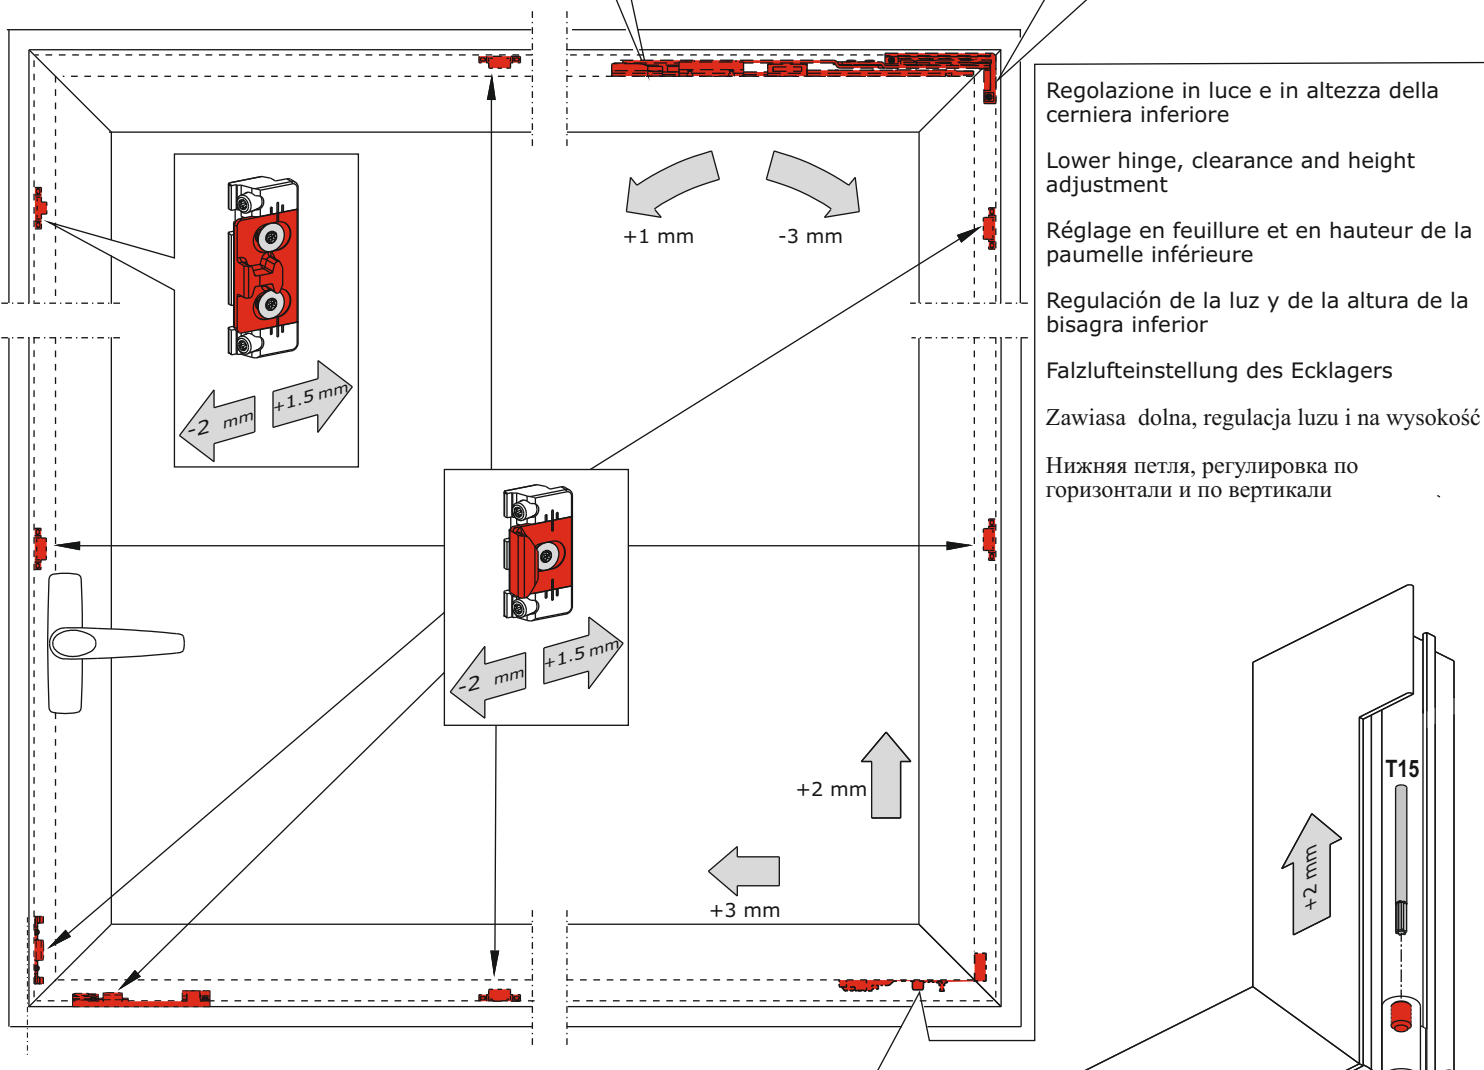 +1 mm
-3 mm
-2 mm
+1.5 mm
-2 mm
+1.5 mm
+2 mm
+3 mm
Regolazione in luce e in altezza della
cerniera inferiore
Lower hinge, clearance and height
adjustment
Réglage en feuillure et en hauteur de la
paumelle inférieure
Regulación de la luz y de la altura de la
bisagra inferior
Falzlufteinstellung des Ecklagers
Zawiasa dolna, regulacja luzu i na wysokość
Нижняя петля, регулировка по
горизонтали и по вертикали
T15
+2 mm